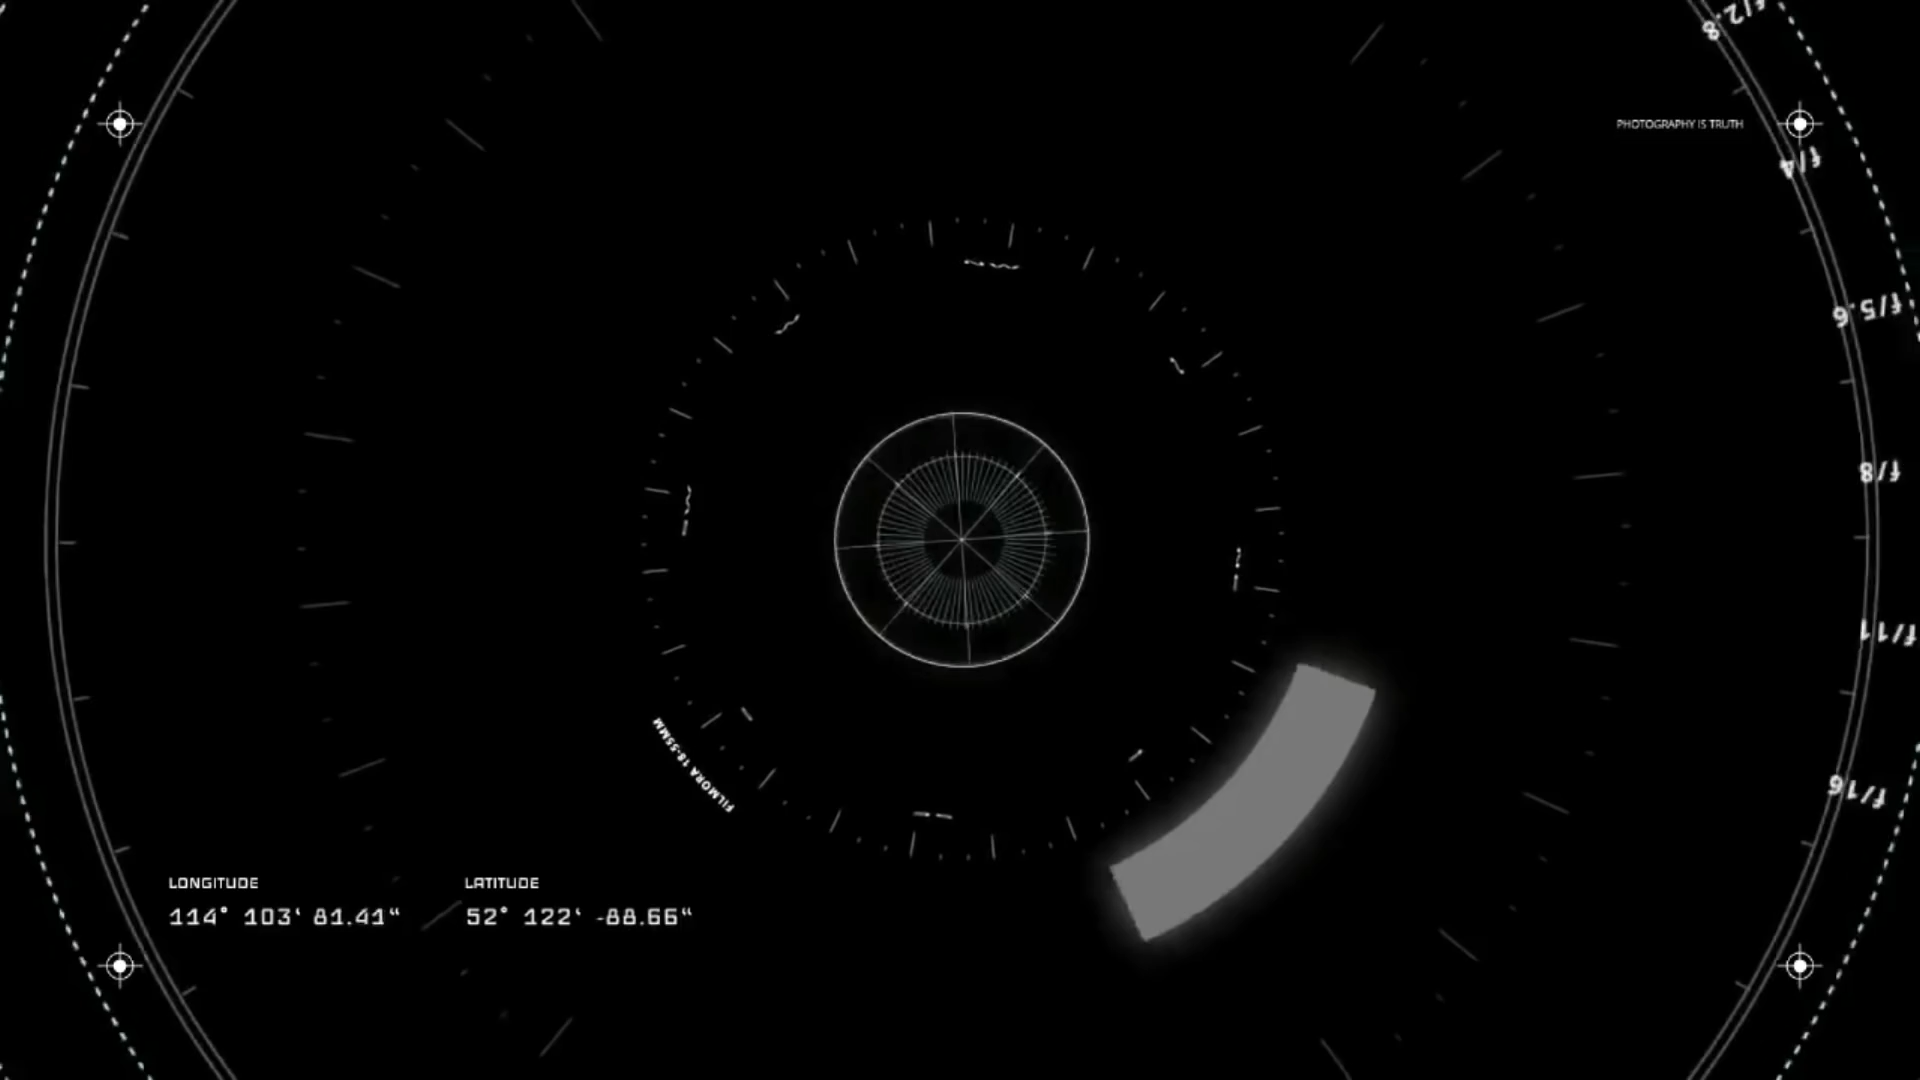 f/2.8
PHOTOGRAPHY IS TRUTH
f/4
f/5.6
f/8
f/11
f/16
FILMORA 18-55MM
LONGITUDE
114° 103‘ 81.41“
LATITUDE
52° 122‘ -88.66“